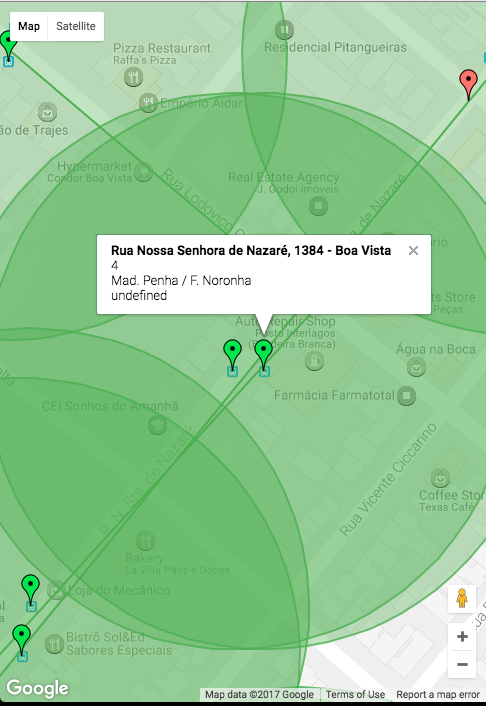 Map
Satellite
Pizza Restaurant
Raffa's Pizza
Residencial Pitangueiras
Empório Aidar
ão de Trajes
Hypermarket
Condor Boa Vista
Real Estate Agency
J. Godoi Imóveis
Rua Lodovico
a. de Nazaré
ário
Rua Nossa Senhora de Nazaré, 1384 - Boa Vista
4
Mad. Penha / F. Noronha
undefined
ts Store
Peças
Auto Repair Shop
Posto Interlagos
(Bandeira Branca)
Água na Boca
Farmácia Farmatotal
CEI Sonhos do Amanhã
R. N. Sra. de Nazaré
Rua Vicente Ciccarino
Coffee Stor
Texas Café
Bakery
La Villa Pães e Doces
Loja do Mecânico
Bistrô Sol&Ed
Sabores Especiais
Google
Map data ©2017 Google
Terms of Use
Report a map error